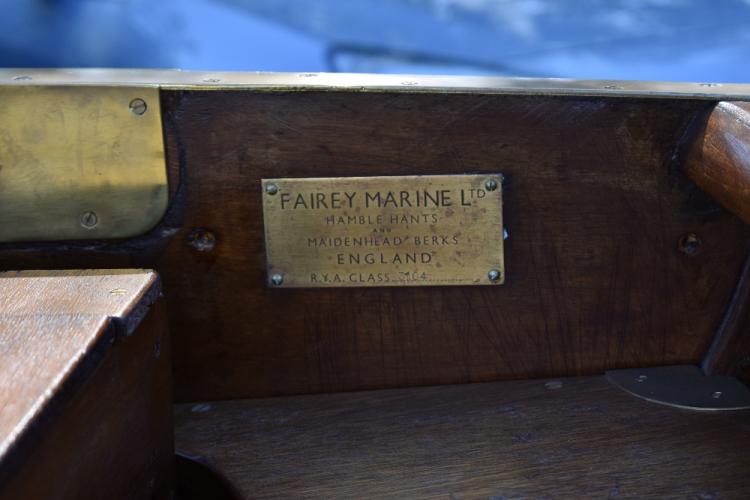 FAIREY MARINE LTD
HAMBLE HANTS
AND
MAIDENHEAD BERKS
ENGLAND
R.Y.A. CLASS